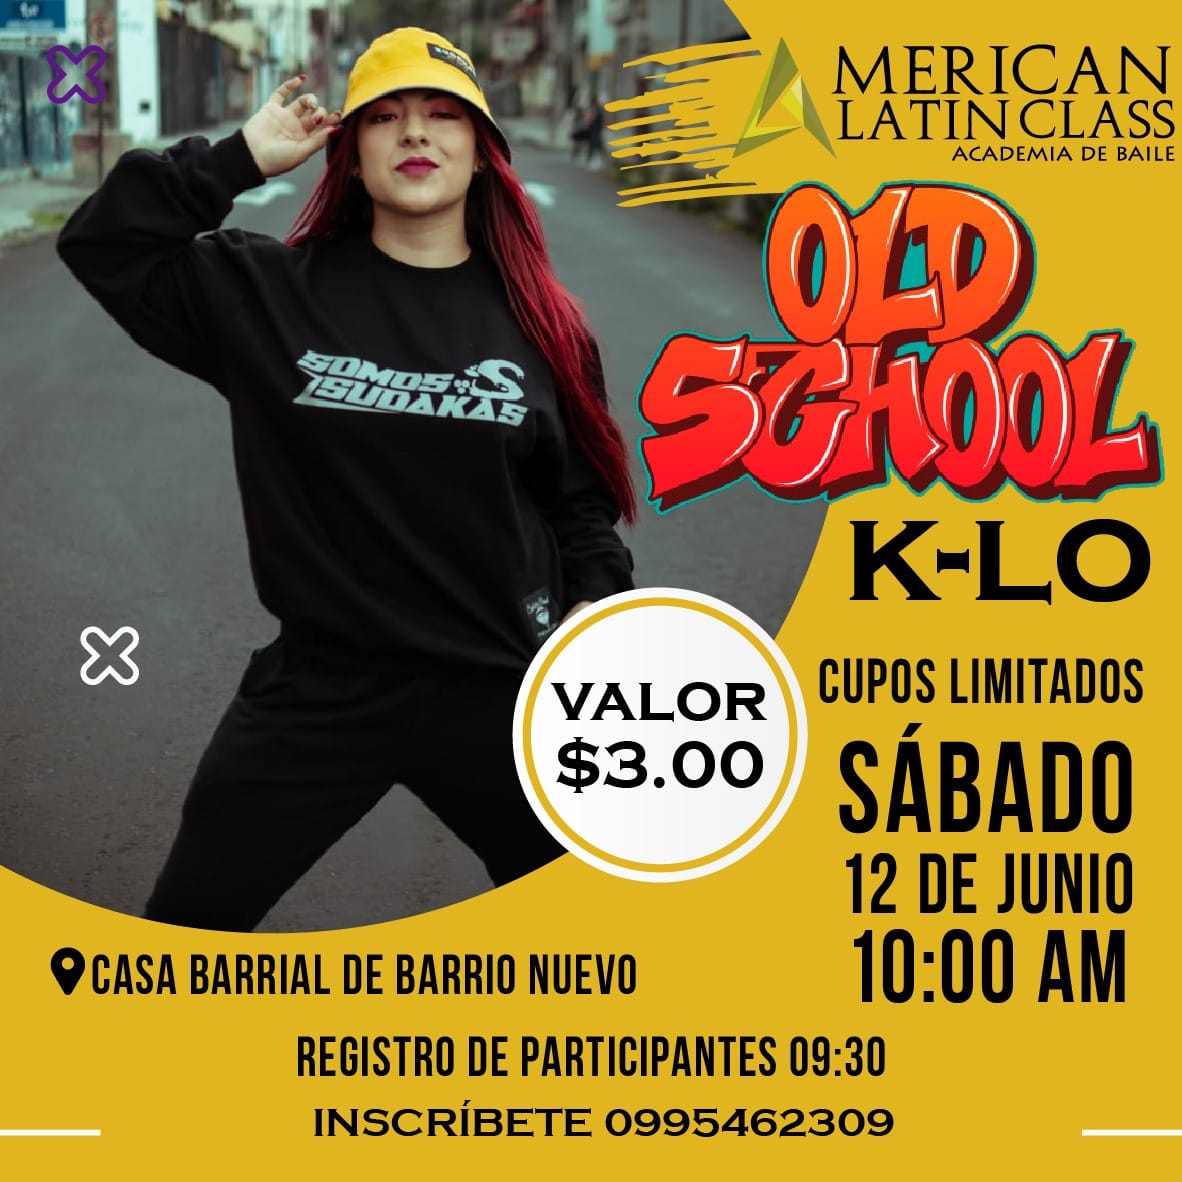 AMERICAN
LATIN CLASS
ACADEMIA DE BAILE
OLD
SCHOOL
K-LO
SOMOS
SUDAKAS
VALOR
$3.00
CUPOS LIMITADOS
SÁBADO
12 DE JUNIO
10:00 AM
CASA BARRIAL DE BARRIO NUEVO
REGISTRO DE PARTICIPANTES 09:30
INSCRÍBETE 0995462309